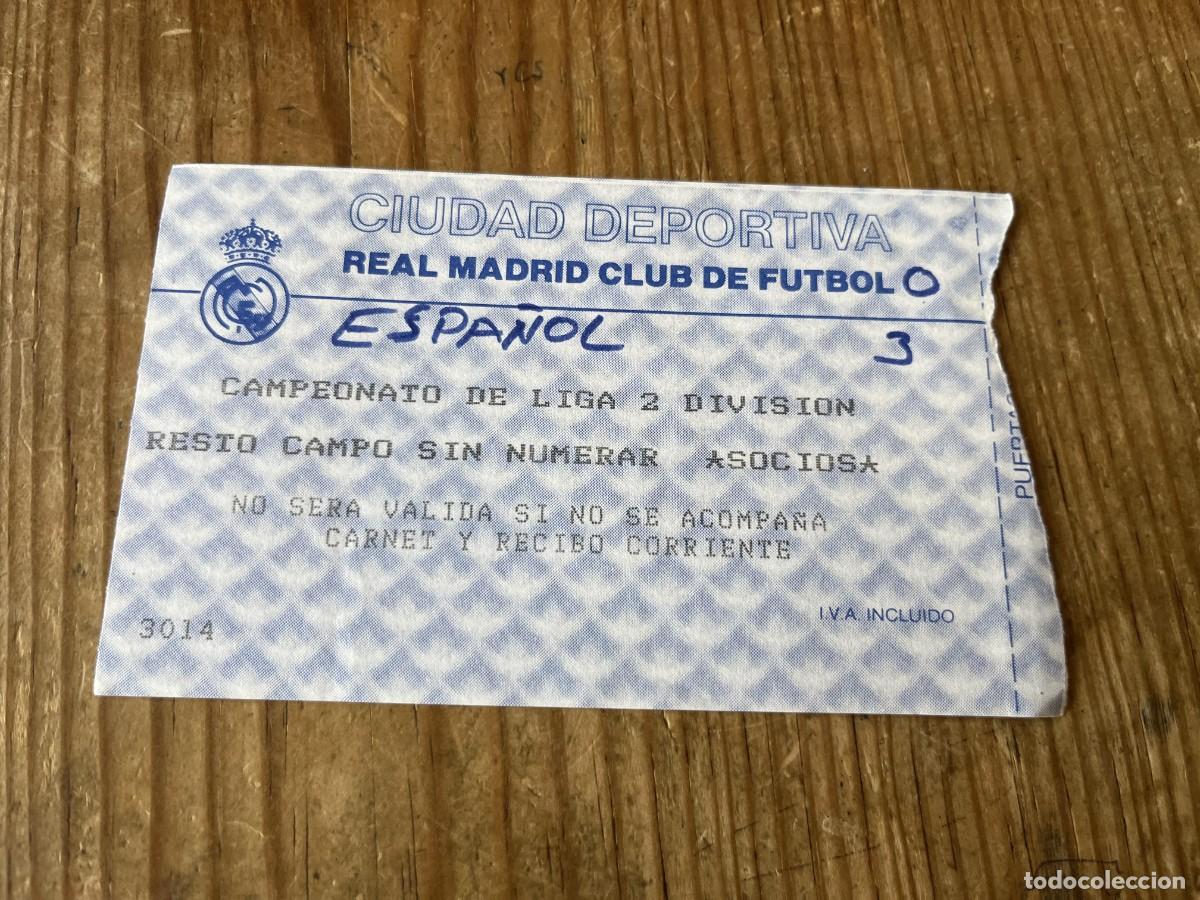 CIUDAD DEPORTIVA
REAL MADRID CLUB DE FUTBOL 0
ESPAÑOL 3
CAMPEONATO DE LIGA 2 DIVISION
RESTO CAMPO SIN NUMERAR *SOCIOS*
NO SERA VALIDA SI NO SE ACOMPAÑA
CARNET Y RECIBO CORRIENTE
I.V.A. INCLUIDO
3014
todocoleccion